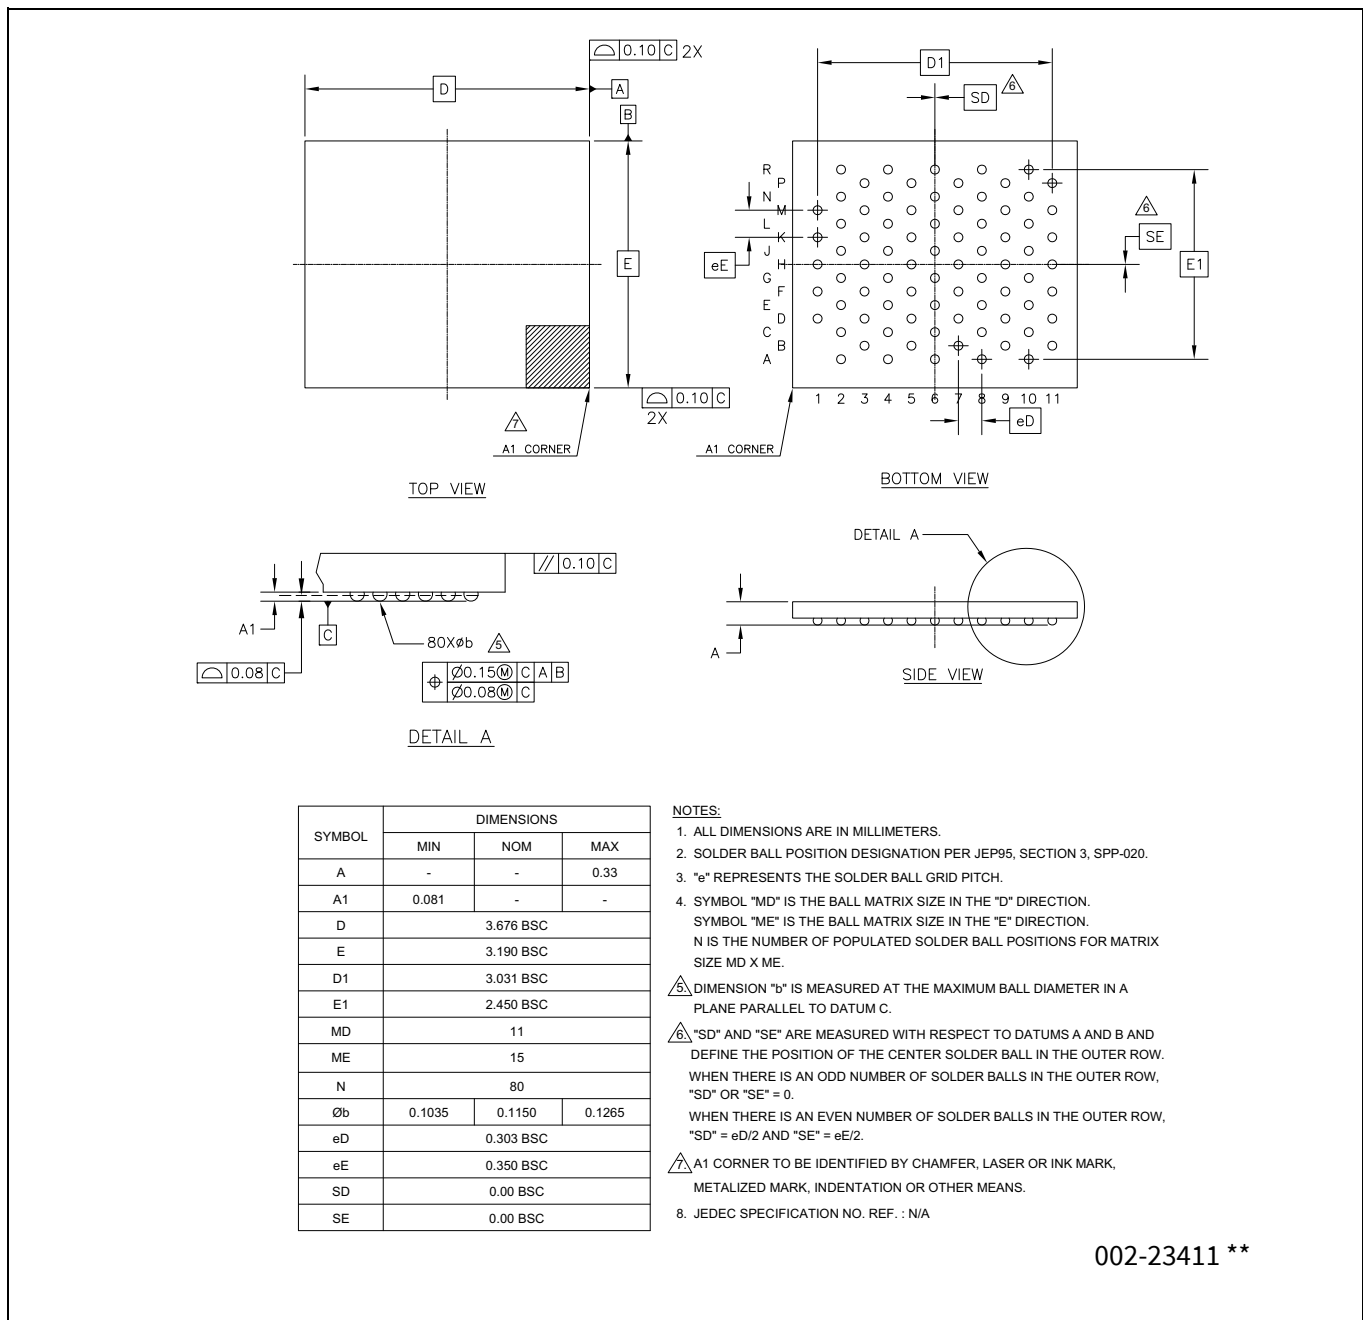 0.10 C 2X
D
A
B
E
0.10 C
2X
7
A1 CORNER
TOP VIEW
D1
SD
6
R
P
N
M
L
K
J
H
G
F
E
D
C
B
A
eE
6
SE
E1
1 2 3 4 5 6 7 8 9 10 11
eD
A1 CORNER
BOTTOM VIEW
// 0.10 C
A1
C
80XØb 5
0.08 C
Ø0.15Ⓜ C A B
Ø0.08Ⓜ C
DETAIL A
DETAIL A
A
SIDE VIEW
SYMBOL DIMENSIONS
MIN NOM MAX
A - - 0.33
A1 0.081 - -
D 3.676 BSC
E 3.190 BSC
D1 3.031 BSC
E1 2.450 BSC
MD 11
ME 15
N 80
Øb 0.1035 0.1150 0.1265
eD 0.303 BSC
eE 0.350 BSC
SD 0.00 BSC
SE 0.00 BSC
NOTES:
1. ALL DIMENSIONS ARE IN MILLIMETERS.
2. SOLDER BALL POSITION DESIGNATION PER JEP95, SECTION 3, SPP-020.
3. "e" REPRESENTS THE SOLDER BALL GRID PITCH.
4. SYMBOL "MD" IS THE BALL MATRIX SIZE IN THE "D" DIRECTION.
SYMBOL "ME" IS THE BALL MATRIX SIZE IN THE "E" DIRECTION.
N IS THE NUMBER OF POPULATED SOLDER BALL POSITIONS FOR MATRIX
SIZE MD X ME.
5. DIMENSION "b" IS MEASURED AT THE MAXIMUM BALL DIAMETER IN A
PLANE PARALLEL TO DATUM C.
6. "SD" AND "SE" ARE MEASURED WITH RESPECT TO DATUMS A AND B AND
DEFINE THE POSITION OF THE CENTER SOLDER BALL IN THE OUTER ROW.
WHEN THERE IS AN ODD NUMBER OF SOLDER BALLS IN THE OUTER ROW,
"SD" OR "SE" = 0.
WHEN THERE IS AN EVEN NUMBER OF SOLDER BALLS IN THE OUTER ROW,
"SD" = eD/2 AND "SE" = eE/2.
7. A1 CORNER TO BE IDENTIFIED BY CHAMFER, LASER OR INK MARK,
METALIZED MARK, INDENTATION OR OTHER MEANS.
8. JEDEC SPECIFICATION NO. REF. : N/A
002-23411 **